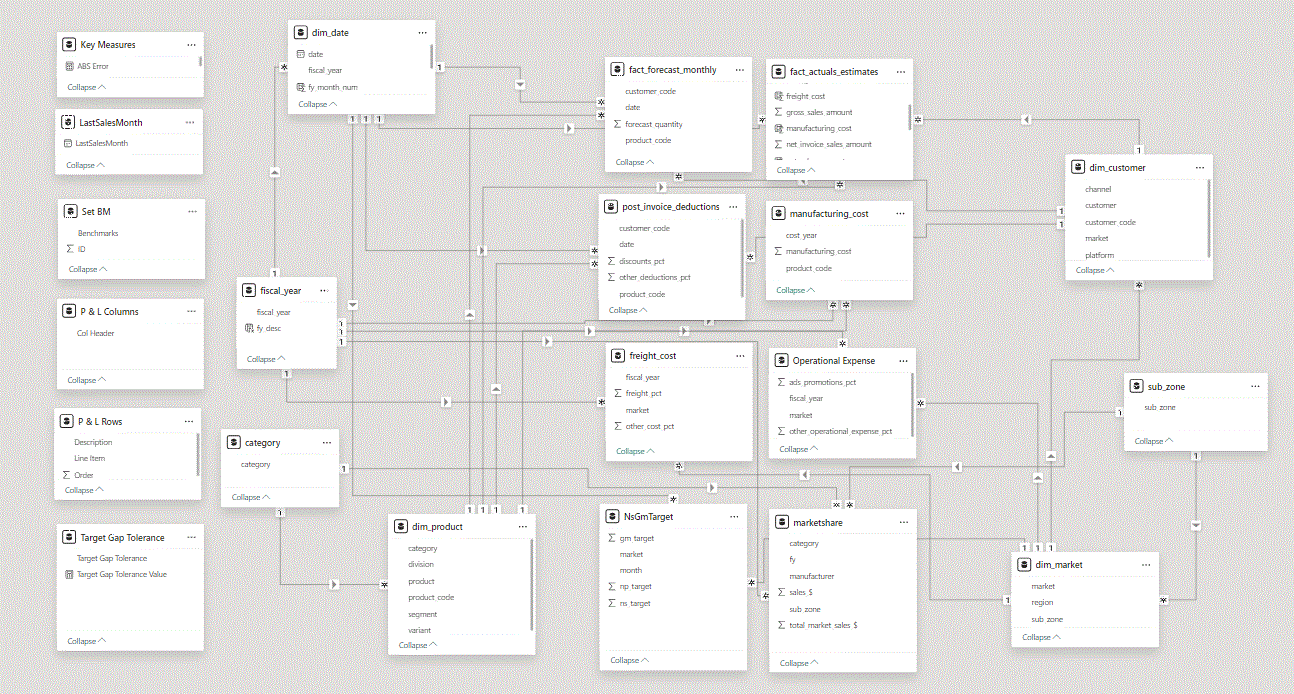 Key Measures
ABS Error
Collapse
LastSalesMonth
LastSalesMonth
Collapse
Set BM
Benchmarks
ID
Collapse
P & L Columns
Col Header
Collapse
P & L Rows
Description
Line Item
Order
Collapse
Target Gap Tolerance
Target Gap Tolerance
Target Gap Tolerance Value
Collapse
dim_date
date
fiscal_year
fy_month_num
Collapse
fiscal_year
fiscal_year
fy_desc
Collapse
category
category
Collapse
dim_product
category
division
product
product_code
segment
variant
Collapse
fact_forecast_monthly
customer_code
date
forecast_quantity
product_code
Collapse
fact_actuals_estimates
freight_cost
gross_sales_amount
manufacturing_cost
net_invoice_sales_amount
Collapse
post_invoice_deductions
customer_code
date
discounts_pct
other_deductions_pct
product_code
Collapse
manufacturing_cost
cost_year
manufacturing_cost
product_code
Collapse
freight_cost
fiscal_year
freight_pct
market
other_cost_pct
Collapse
Operational Expense
ads_promotions_pct
fiscal_year
market
other_operational_expense_pct
Collapse
NsGmTarget
gm_target
market
month
np_target
ns_target
Collapse
marketshare
category
fy
manufacturer
sales_$
sub_zone
total_market_sales_$
Collapse
dim_customer
channel
customer
customer_code
market
platform
Collapse
sub_zone
sub_zone
Collapse
dim_market
market
region
sub_zone
Collapse